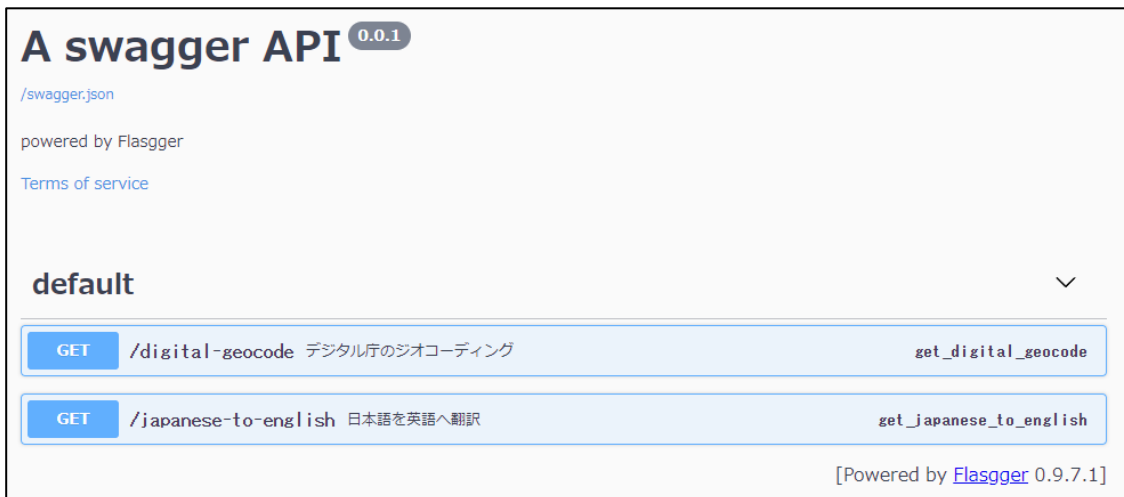 A swagger API 0.0.1
/swagger.json
powered by Flasgger
Terms of service
default
GET /digital-geocode デジタル庁のジオコーディング get_digital_geocode
GET /japanese-to-english 日本語を英語へ翻訳 get_japanese_to_english
[Powered by Flasgger 0.9.7.1]